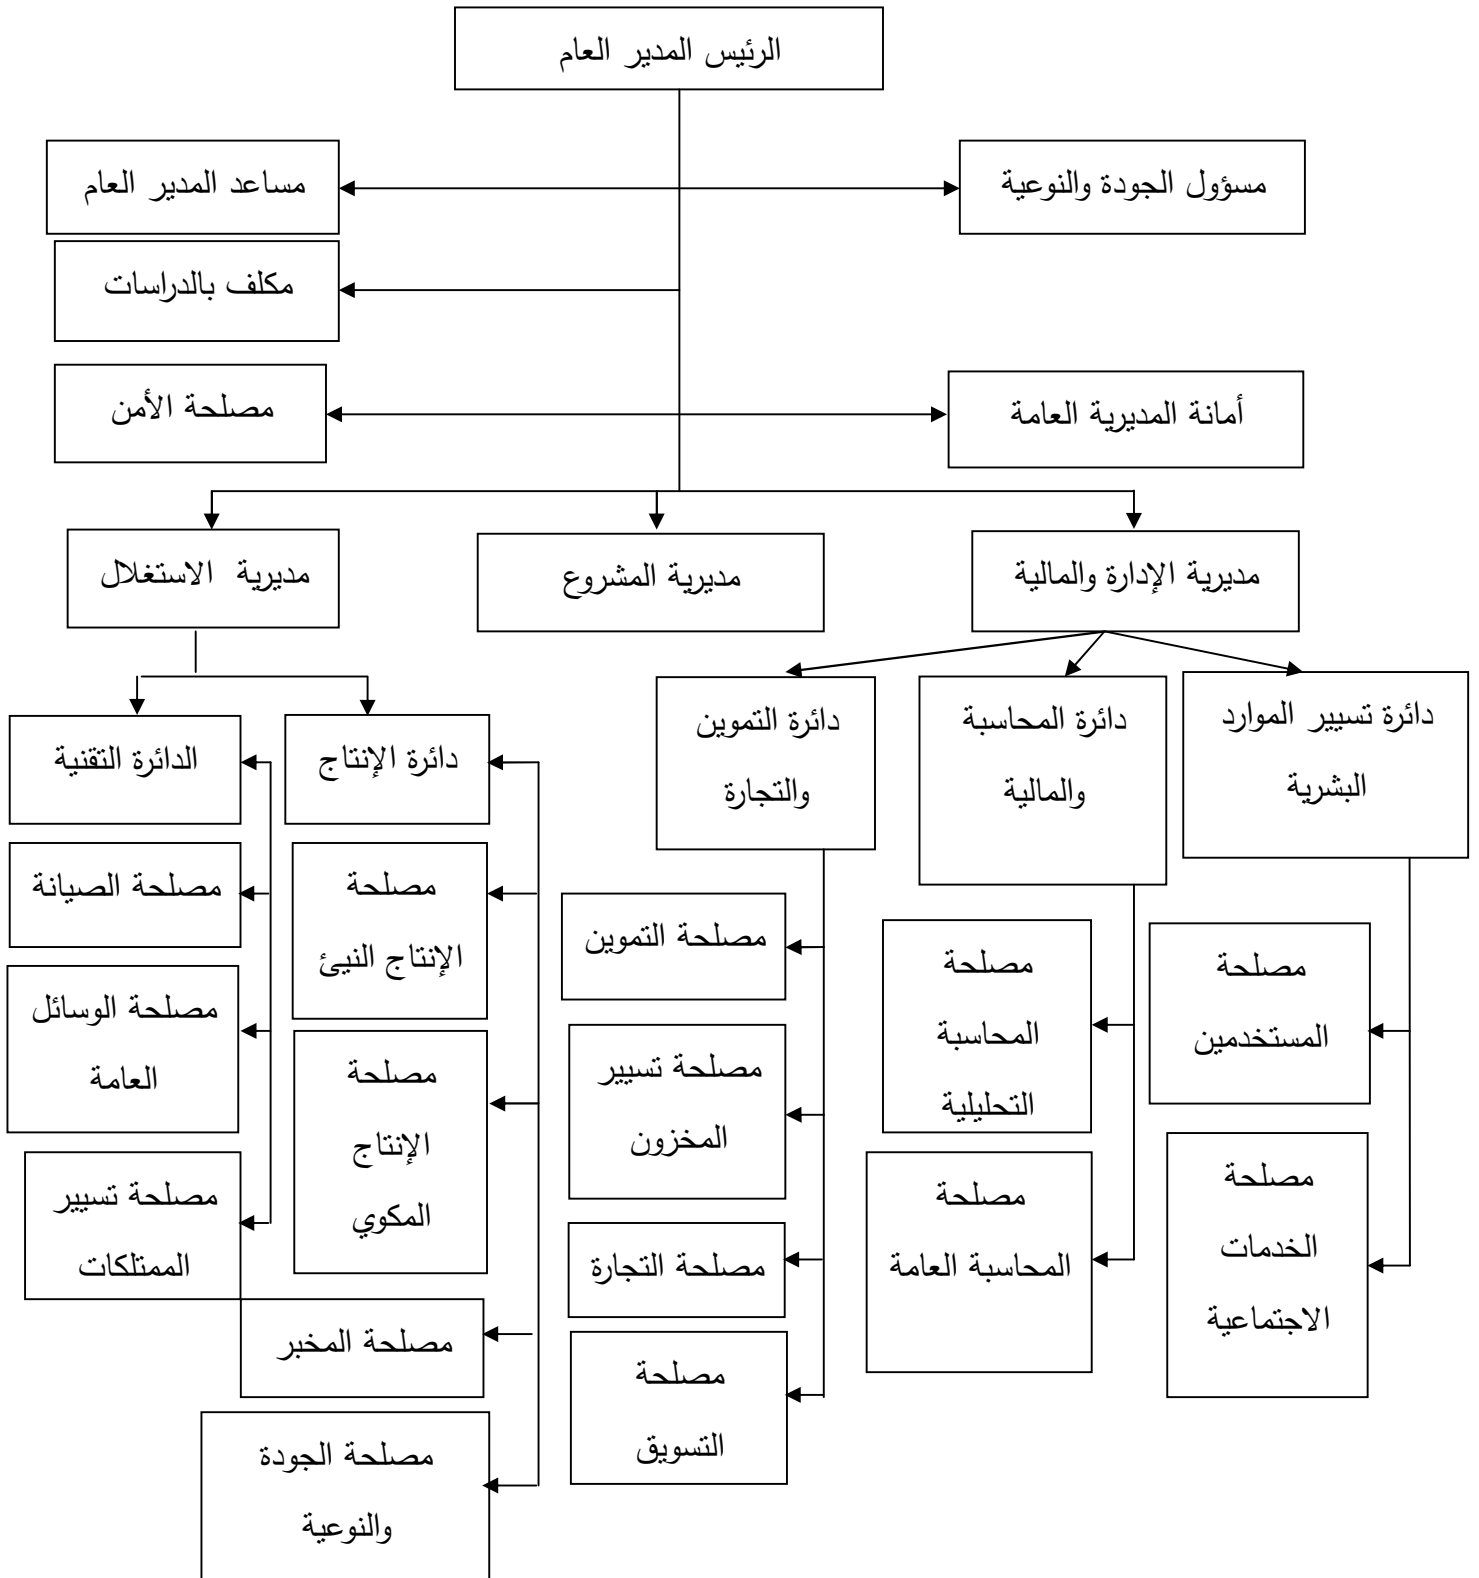 الرئيس المدير العام
مسؤول الجودة والنوعية
مساعد المدير العام
مكلف بالدراسات
أمانة المديرية العامة
مصلحة الأمن
مديرية الإدارة والمالية
مديرية المشروع
مديرية الاستغلال
دائرة تسيير الموارد
البشرية
دائرة المحاسبة
والمالية
دائرة التموين
والتجارة
دائرة الإنتاج
الدائرة التقنية
مصلحة
المستخدمين
مصلحة
الخدمات
الاجتماعية
مصلحة
المحاسبة
التحليلية
مصلحة
المحاسبة العامة
مصلحة التموين
مصلحة تسيير
المخزون
مصلحة التجارة
مصلحة
التسويق
مصلحة
الإنتاج النيئ
مصلحة
الإنتاج
المكوي
مصلحة المخبر
مصلحة الجودة
والنوعية
مصلحة الصيانة
مصلحة الوسائل
العامة
مصلحة تسيير
الممتلكات